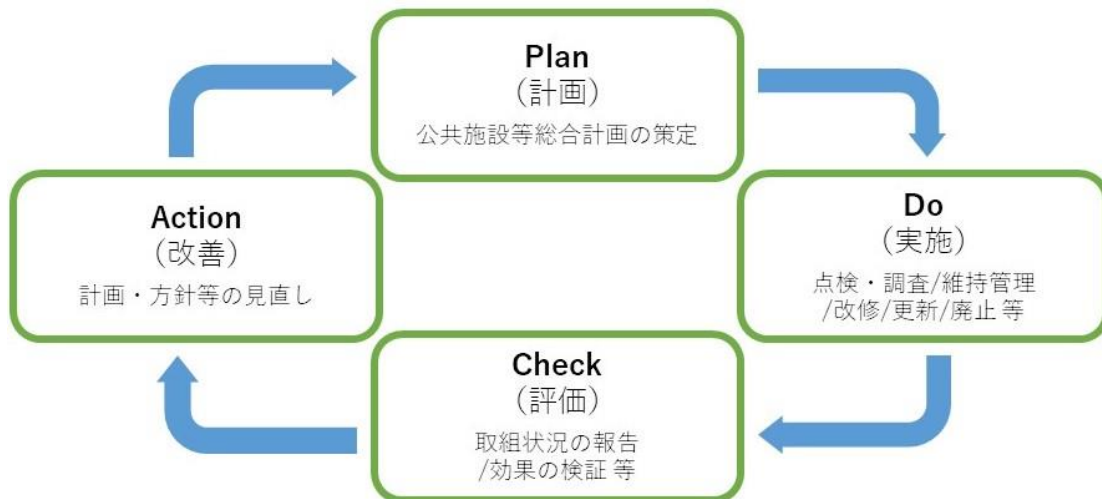 Plan
（計画）
公共施設等総合計画の策定
Do
（実施）
点検・調査/維持管理
/改修/更新/廃止 等
Check
（評価）
取組状況の報告
/効果の検証 等
Action
（改善）
計画・方針等の見直し